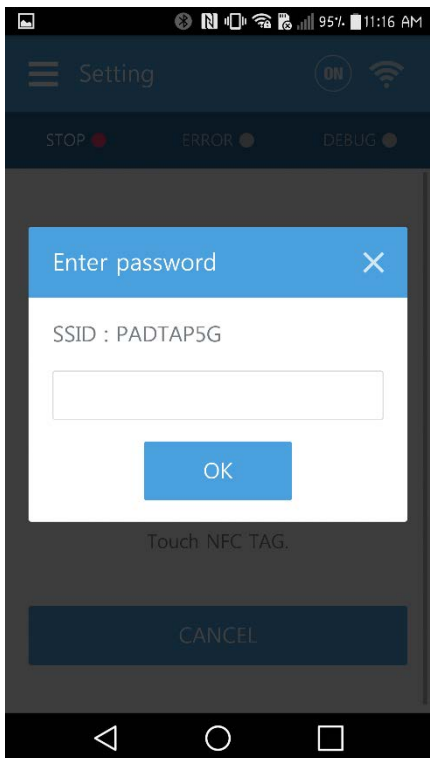 95% 11:16 AM
Setting ON
STOP ERROR DEBUG
Enter password
SSID : PADTAP5G
OK
Touch NFC TAG.
CANCEL